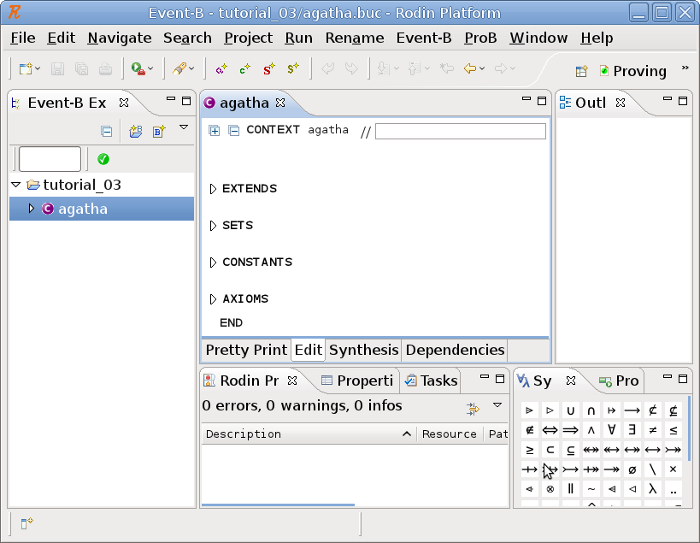 Event-B - tutorial_03/agatha.buc - Rodin Platform
File Edit Navigate Search Project Run Rename Event-B ProB Window Help
Proving »
Event-B Ex
agatha
Outl
CONTEXT agatha //
tutorial_03
agatha
EXTENDS
SETS
CONSTANTS
AXIOMS
END
Pretty Print Edit Synthesis Dependencies
Rodin Pr Properti Tasks
Sy Pro
0 errors, 0 warnings, 0 infos
Description Resource Pat
∪ ∩ ↦ ⟶ ⊄ ⊈
∉ ⇔ ⇒ ∧ ∀ ∃ ≠ ≤
≥ ⊂ ⊆
∅ \ ×
⊗ ∥ ∼ λ ‥